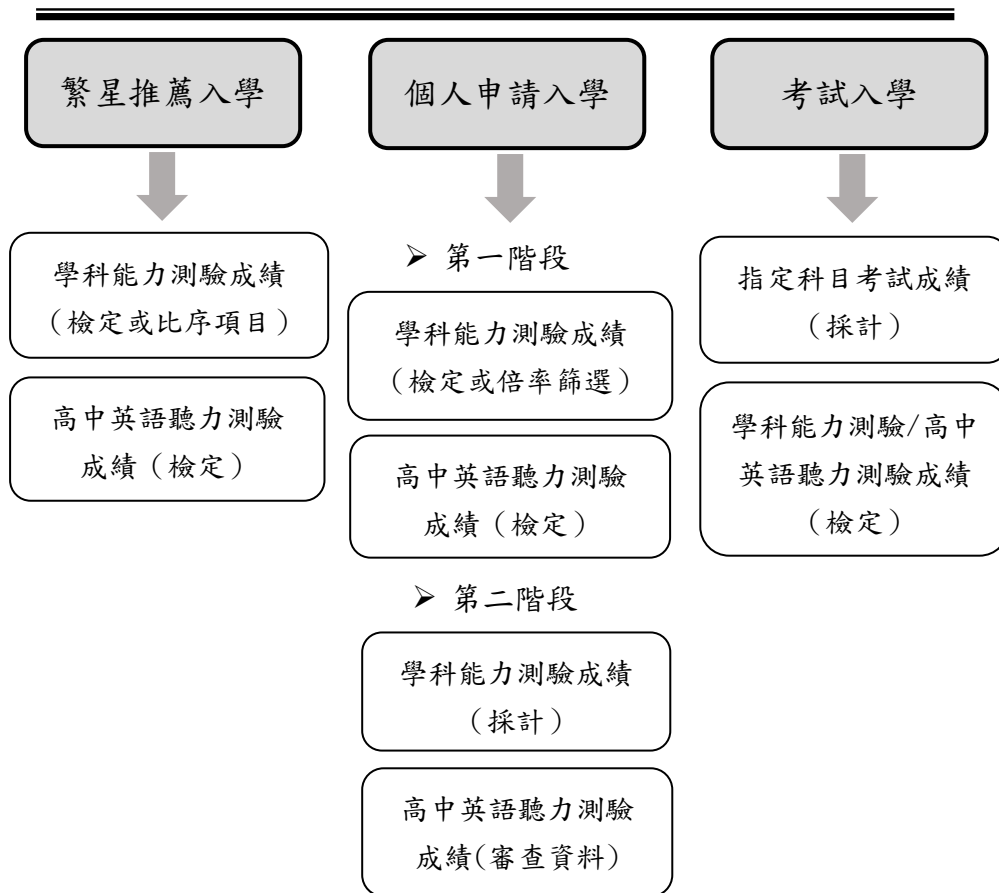 繁星推薦入學
學科能力測驗成績
（檢定或比序項目）
高中英語聽力測驗
成績（檢定）
個人申請入學
➢ 第一階段
學科能力測驗成績
（檢定或倍率篩選）
高中英語聽力測驗
成績（檢定）
➢ 第二階段
學科能力測驗成績
（採計）
高中英語聽力測驗
成績(審查資料)
考試入學
指定科目考試成績
（採計）
學科能力測驗/高中
英語聽力測驗成績
（檢定）